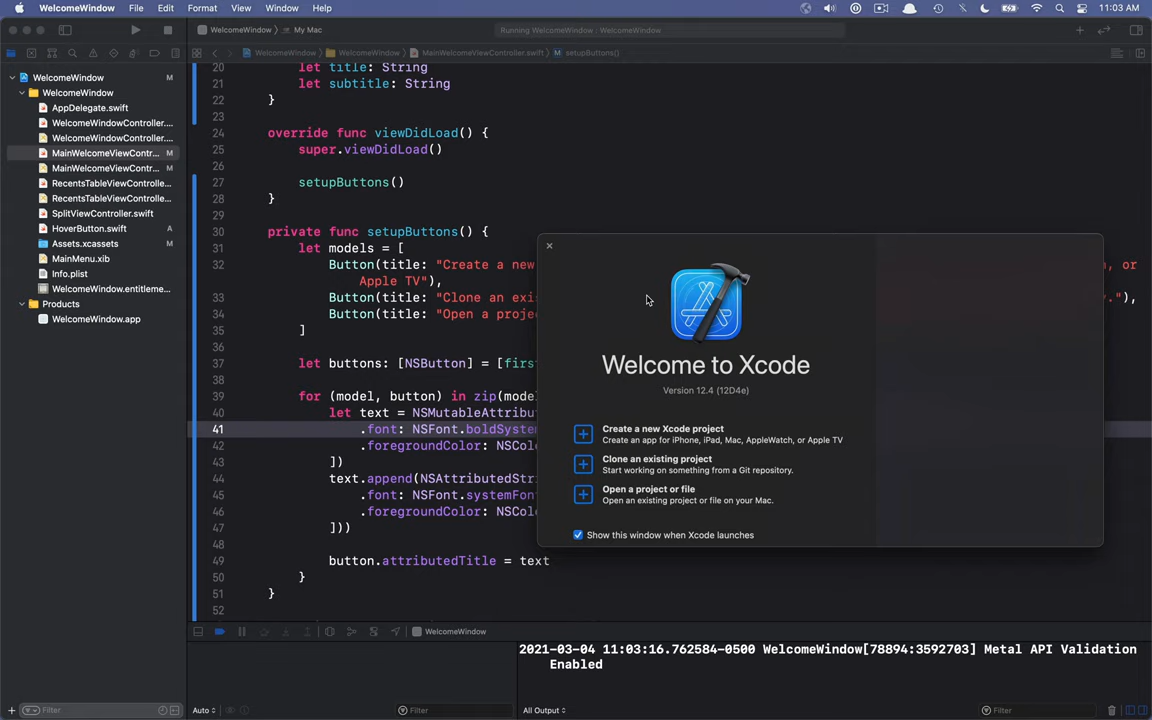 WelcomeWindow File Edit Format View Window Help 11:03 AM
WelcomeWindow My Mac Running WelcomeWindow : WelcomeWindow
WelcomeWindow WelcomeWindow MainWelcomeViewController.swift M setupButtons()
WelcomeWindow M
WelcomeWindow
AppDelegate.swift
WelcomeWindowController....
WelcomeWindowController....
MainWelcomeViewContr... M
MainWelcomeViewContr... M
RecentsTableViewControlle...
RecentsTableViewControlle...
SplitViewController.swift
HoverButton.swift A
Assets.xcassets M
MainMenu.xib
Info.plist
WelcomeWindow.entitleme...
Products
WelcomeWindow.app
20 let title: String
21 let subtitle: String
22 }
23
24 override func viewDidLoad() {
25 super.viewDidLoad()
26
27 setupButtons()
28 }
29
30 private func setupButtons() {
31 let models = [
32 Button(title: "Create a new
or
Apple TV"),
33 Button(title: "Clone an exi
."),
34 Button(title: "Open a proje
35 ]
36
37 let buttons: [NSButton] = [firs
38
39 for (model, button) in zip(mode
40 let text = NSMutableAttribut
41 .font: NSFont.boldSystem
42 .foregroundColor: NSCol
43 ])
44 text.append(NSAttributedStr
45 .font: NSFont.systemFon
46 .foregroundColor: NSCol
47 ]))
48
49 button.attributedTitle = text
50 }
51 }
52
Welcome to Xcode
Version 12.4 (12D4e)
Create a new Xcode project
Create an app for iPhone, iPad, Mac, AppleWatch, or Apple TV
Clone an existing project
Start working on something from a Git repository.
Open a project or file
Open an existing project or file on your Mac.
Show this window when Xcode launches
WelcomeWindow
2021-03-04 11:03:16.762584-0500 WelcomeWindow[78894:3592703] Metal API Validation
Enabled
Filter Auto Filter All Output Filter